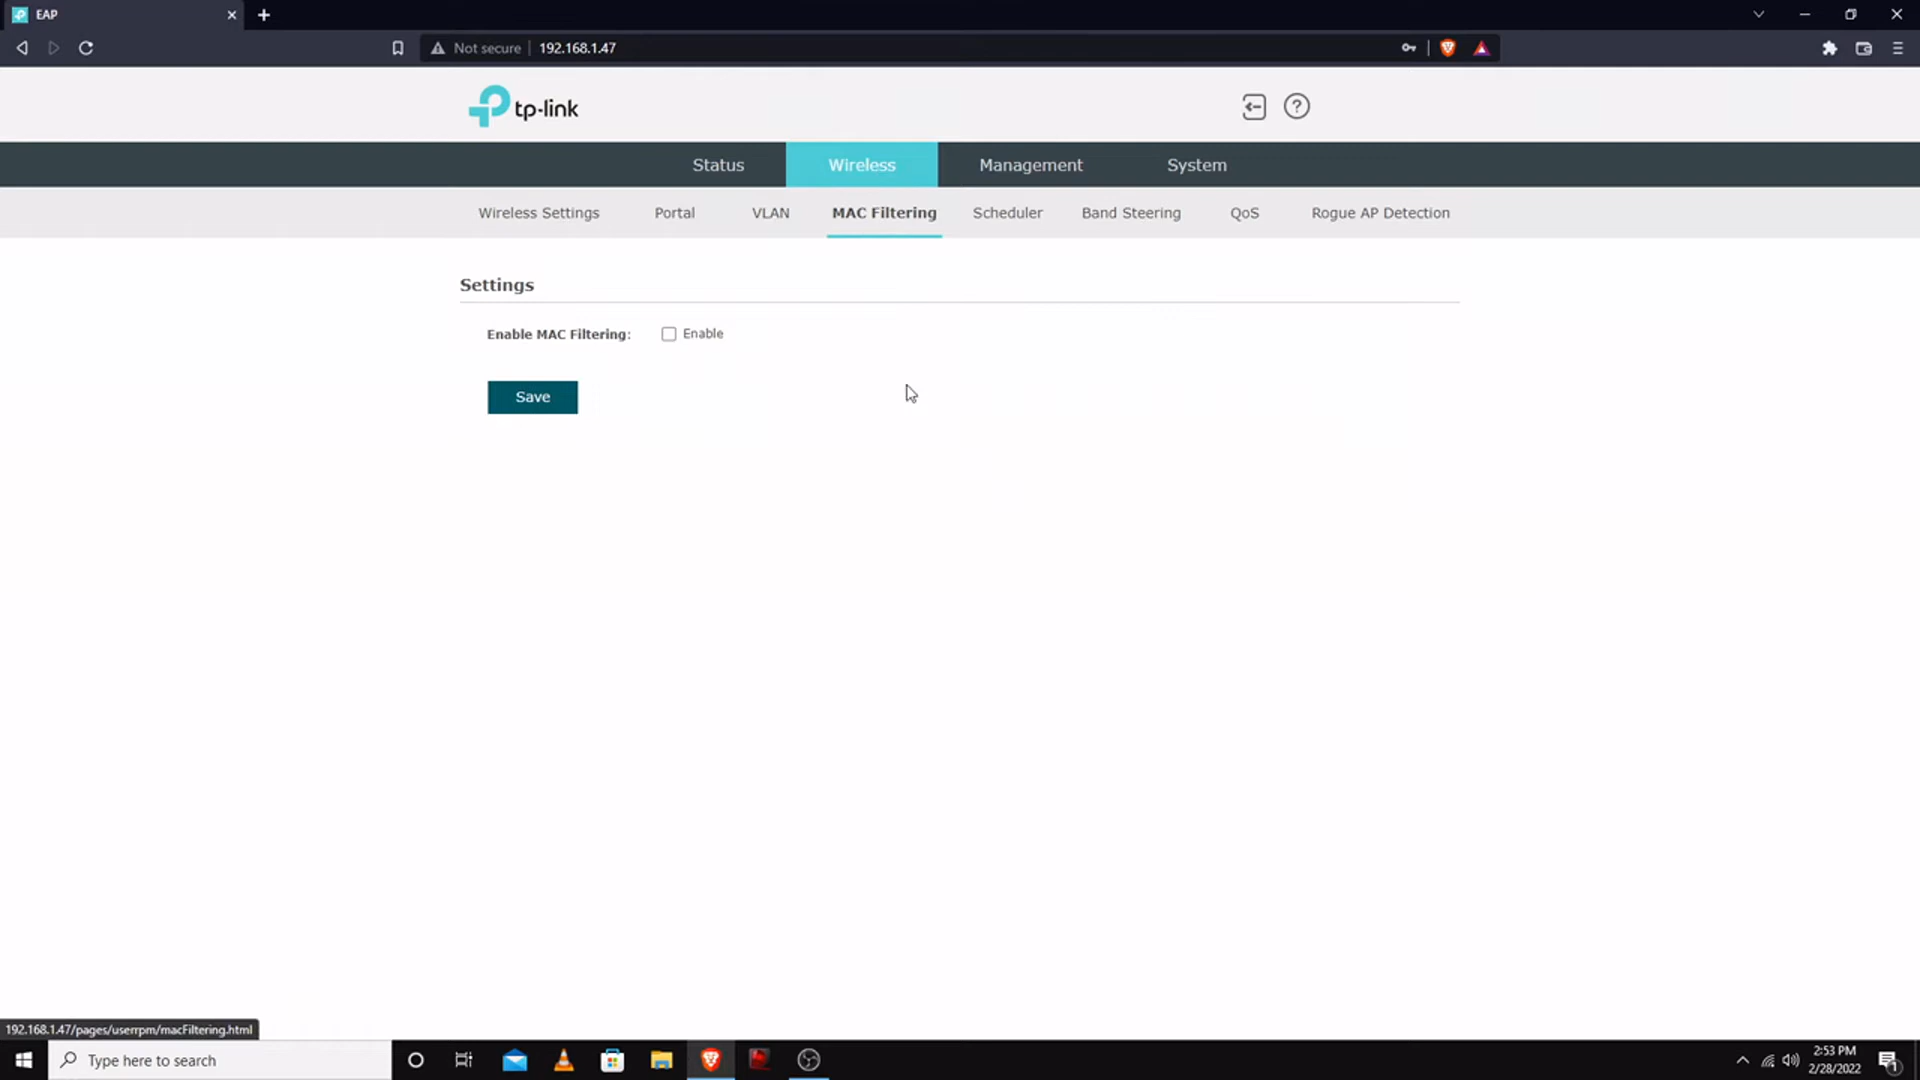 EAP
Not secure 192.168.1.47
tp-link
Status Wireless Management System
Wireless Settings Portal VLAN MAC Filtering Scheduler Band Steering QoS Rogue AP Detection
Settings
Enable MAC Filtering: Enable
Save
192.168.1.47/pages/userrpm/macFiltering.html
Type here to search
2:53 PM
2/28/2022
1